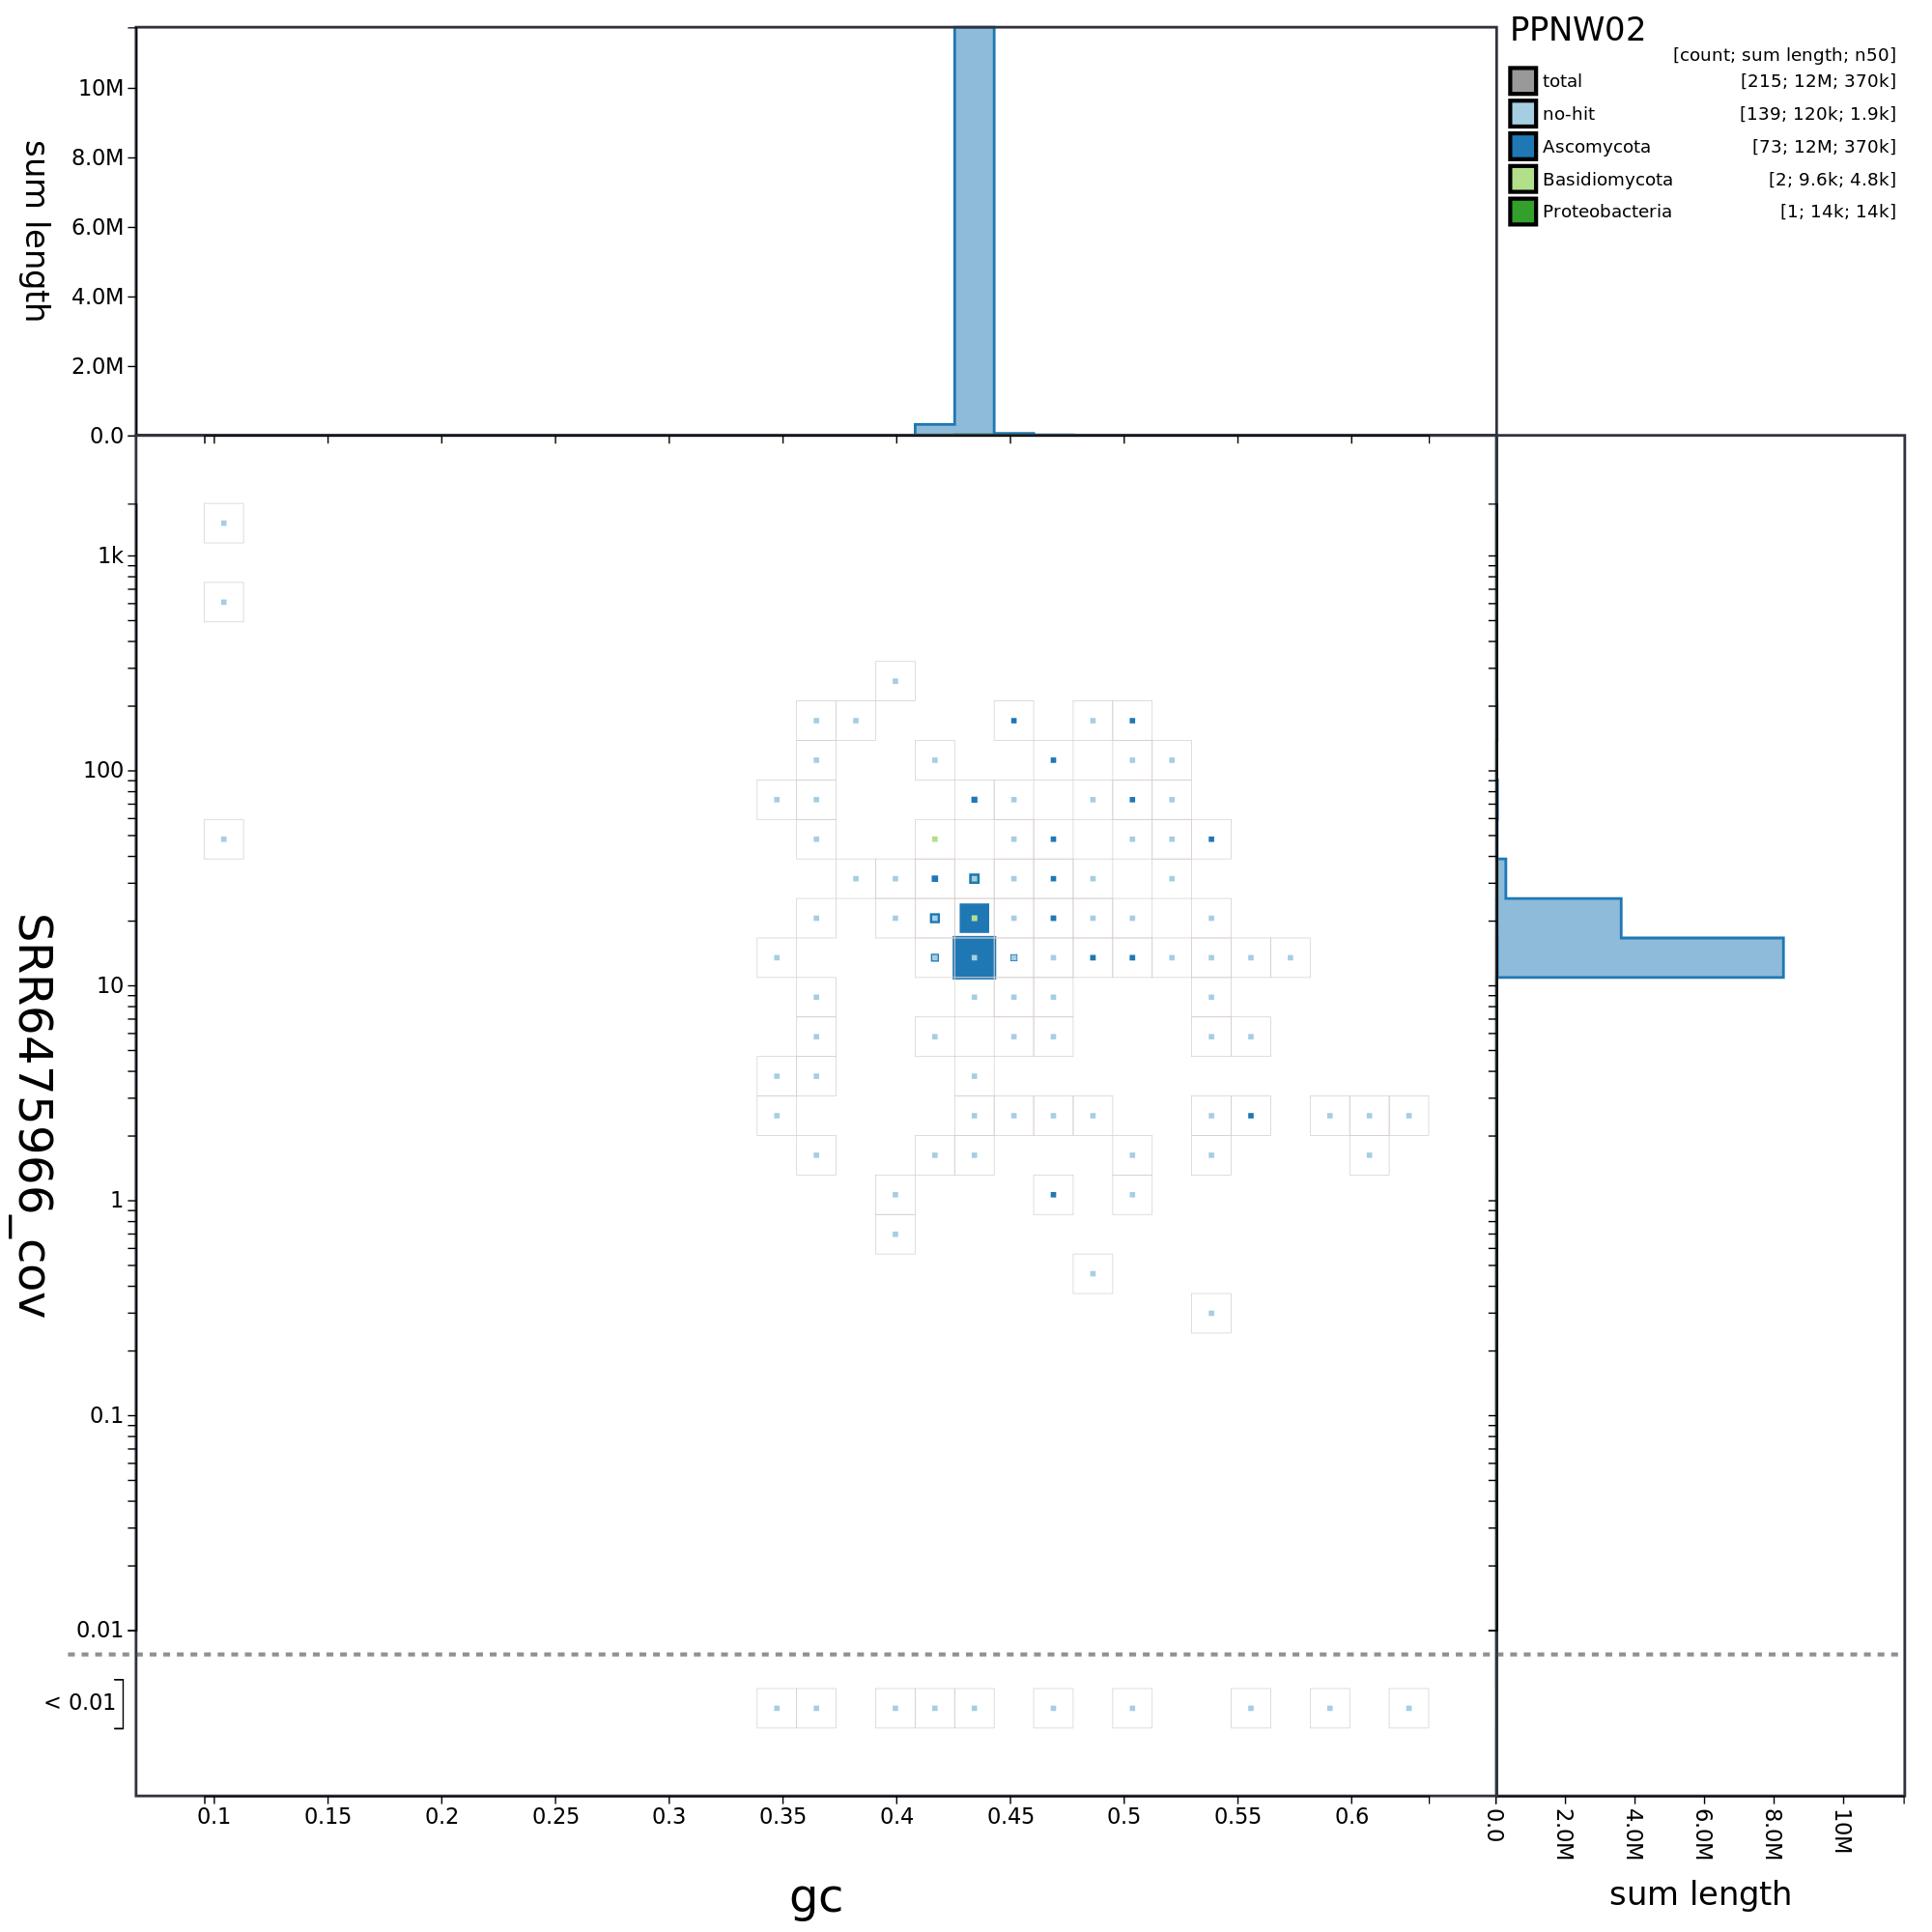 PPNW02
[count; sum length; n50]
total [215; 12M; 370k]
no-hit [139; 120k; 1.9k]
Ascomycota [73; 12M; 370k]
Basidiomycota [2; 9.6k; 4.8k]
Proteobacteria [1; 14k; 14k]
sum length
10M
8.0M
6.0M
4.0M
2.0M
0.0
SRR6475966_cov
1k
100
10
1
0.1
0.01
< 0.01
0.1 0.15 0.2 0.25 0.3 0.35 0.4 0.45 0.5 0.55 0.6
gc
0.0 2.0M 4.0M 6.0M 8.0M 10M
sum length